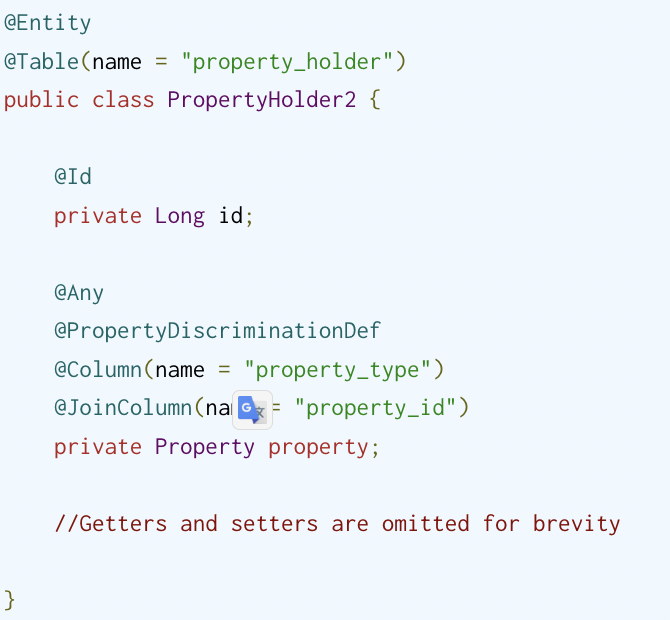 @Entity
@Table(name = "property_holder")
public class PropertyHolder2 {
@Id
private Long id;
@Any
@PropertyDiscriminationDef
@Column(name = "property_type")
@JoinColumn(na = "property_id")
private Property property;
//Getters and setters are omitted for brevity
}